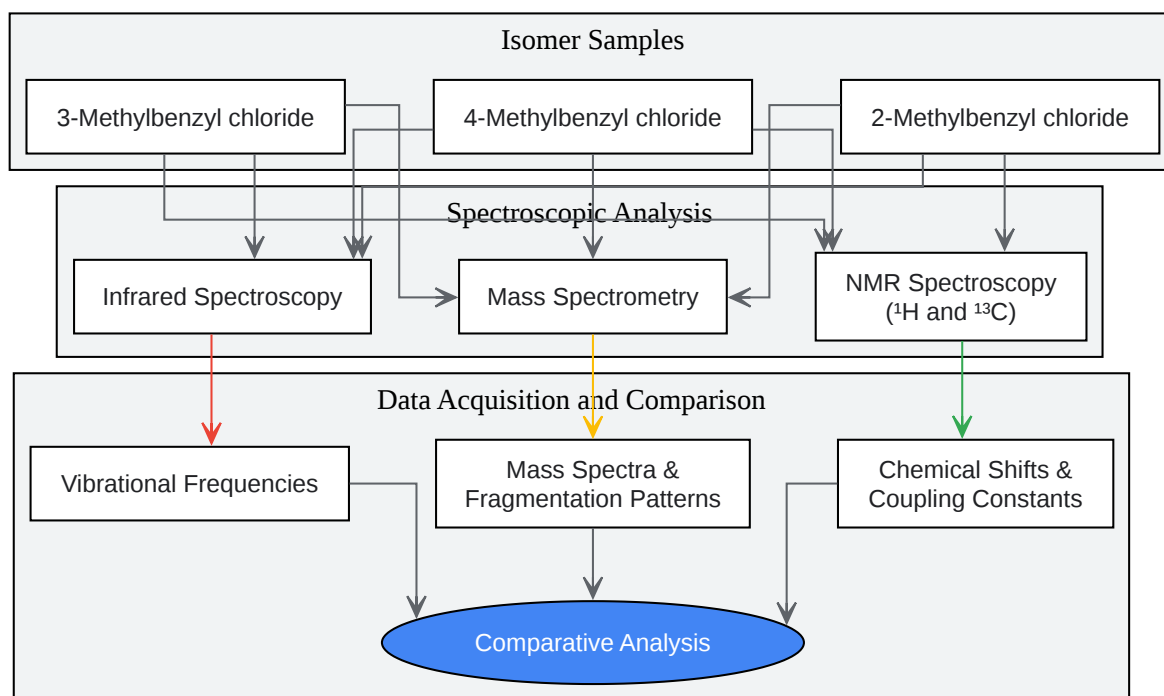 Isomer Samples
3-Methylbenzyl chloride
4-Methylbenzyl chloride
2-Methylbenzyl chloride
Spectroscopic Analysis
Infrared Spectroscopy
Mass Spectrometry
NMR Spectroscopy
(¹H and ¹³C)
Data Acquisition and Comparison
Vibrational Frequencies
Mass Spectra &
Fragmentation Patterns
Chemical Shifts &
Coupling Constants
Comparative Analysis